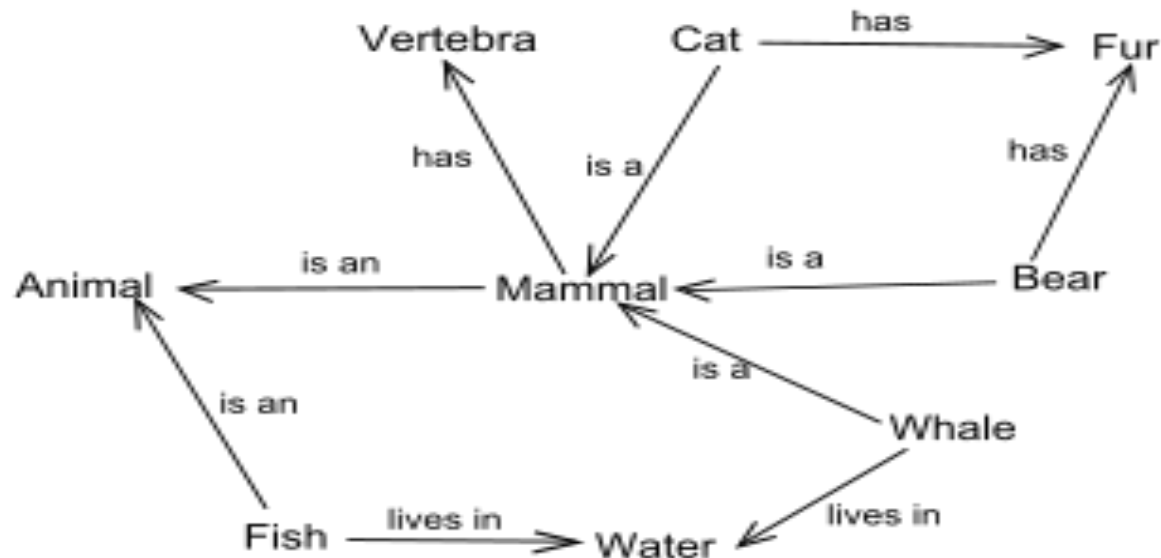 has
Vertebra
Cat
Fur
has
is a
has
is an
is a
Animal
Mammal
Bear
is a
is an
Whale
lives in
lives in
Fish
Water